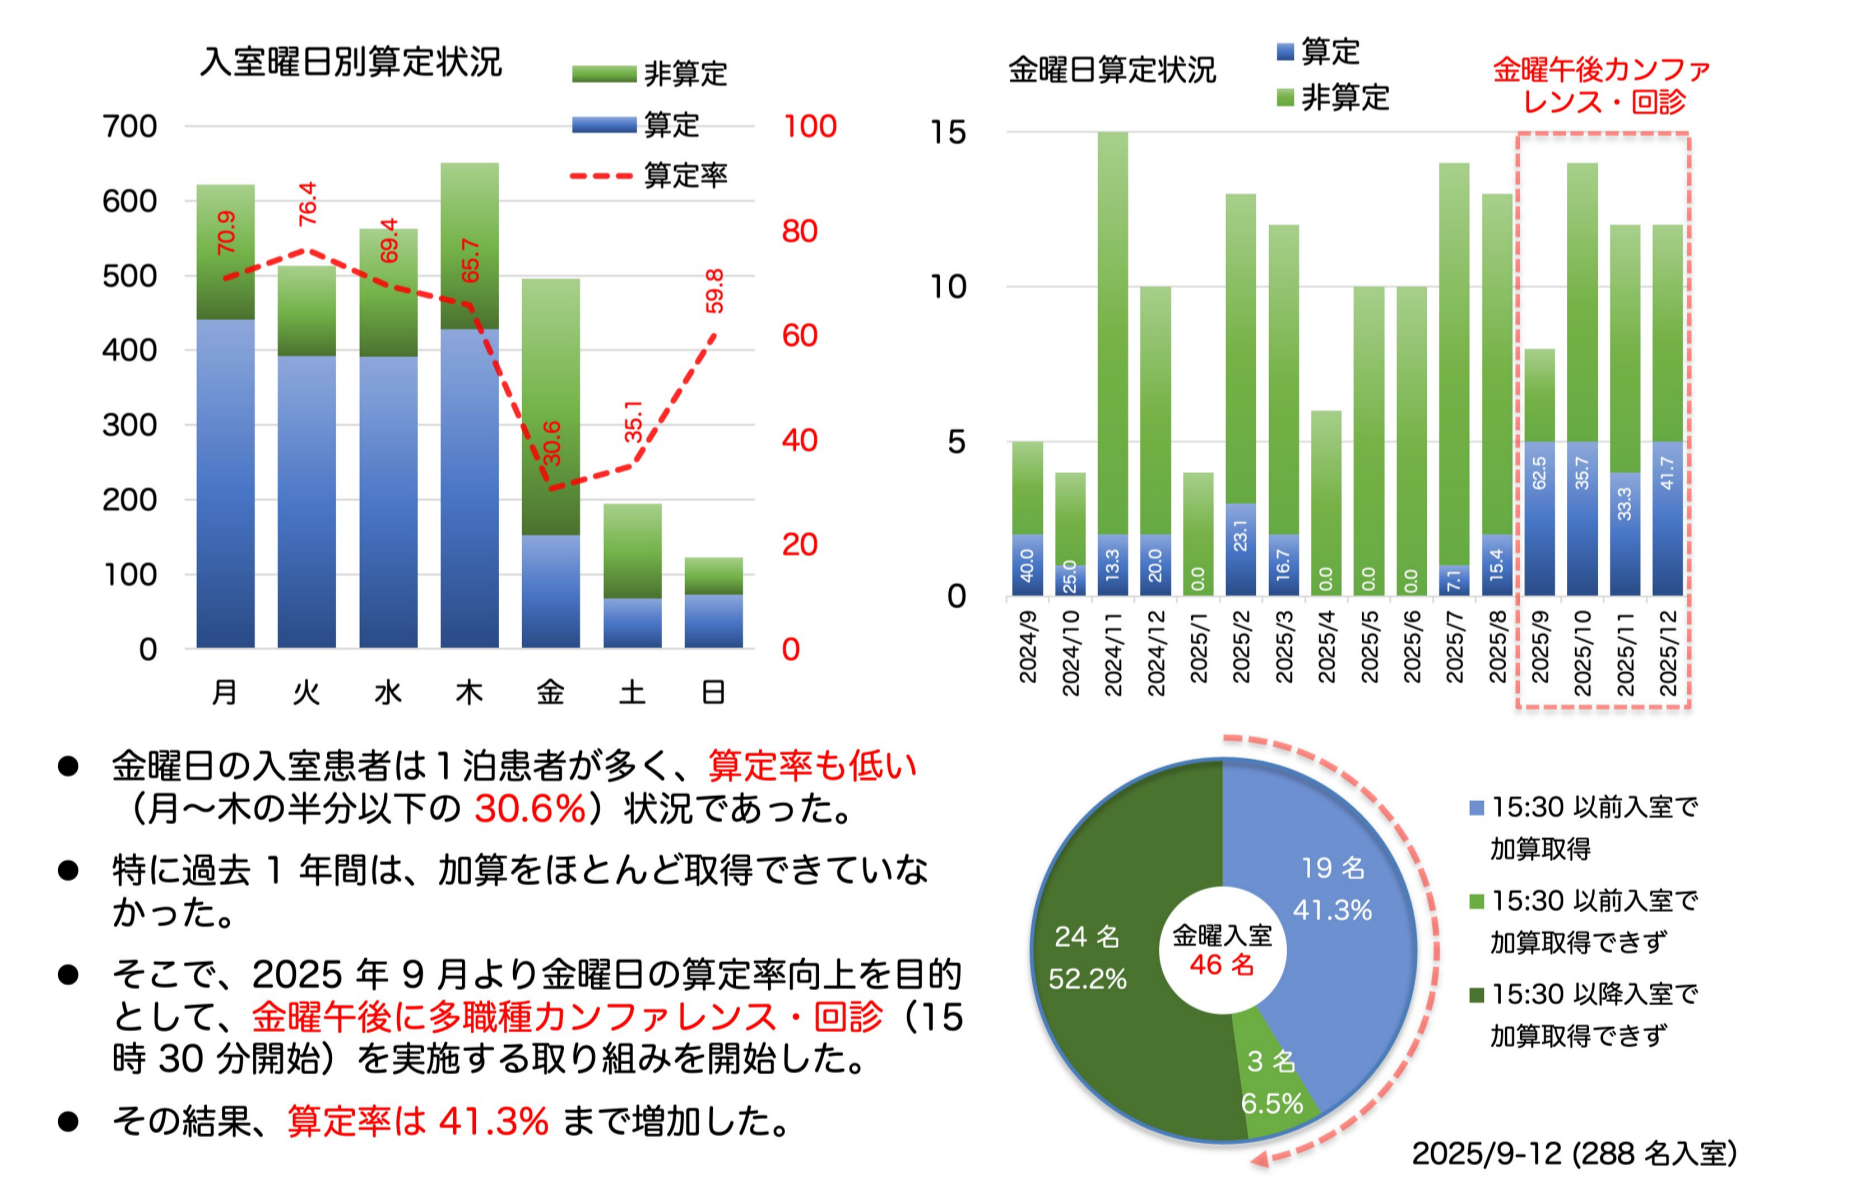 入室曜日別算定状況
非算定
算定
算定率
700
600
500
400
300
200
100
0
100
80
60
40
20
0
70.9
76.4
69.4
65.7
30.6
35.1
59.8
月 火 水 木 金 土 日
金曜日算定状況
算定
非算定
金曜午後カンファ
レンス・回診
15
10
5
0
40.0
25.0
13.3
20.0
0.0
23.1
16.7
0.0
0.0
0.0
7.1
15.4
62.5
35.7
33.3
41.7
2024/9
2024/10
2024/11
2024/12
2025/1
2025/2
2025/3
2025/4
2025/5
2025/6
2025/7
2025/8
2025/9
2025/10
2025/11
2025/12
● 金曜日の入室患者は1泊患者が多く、算定率も低い
（月～木の半分以下の 30.6%）状況であった。
● 特に過去 1 年間は、加算をほとんど取得できていな
かった。
● そこで、2025 年 9 月より金曜日の算定率向上を目的
として、金曜午後に多職種カンファレンス・回診（15
時 30 分開始）を実施する取り組みを開始した。
● その結果、算定率は 41.3% まで増加した。
19 名
41.3%
3 名
6.5%
24 名
52.2%
金曜入室
46 名
15:30 以前入室で
加算取得
15:30 以前入室で
加算取得できず
15:30 以降入室で
加算取得できず
2025/9-12 (288 名入室）